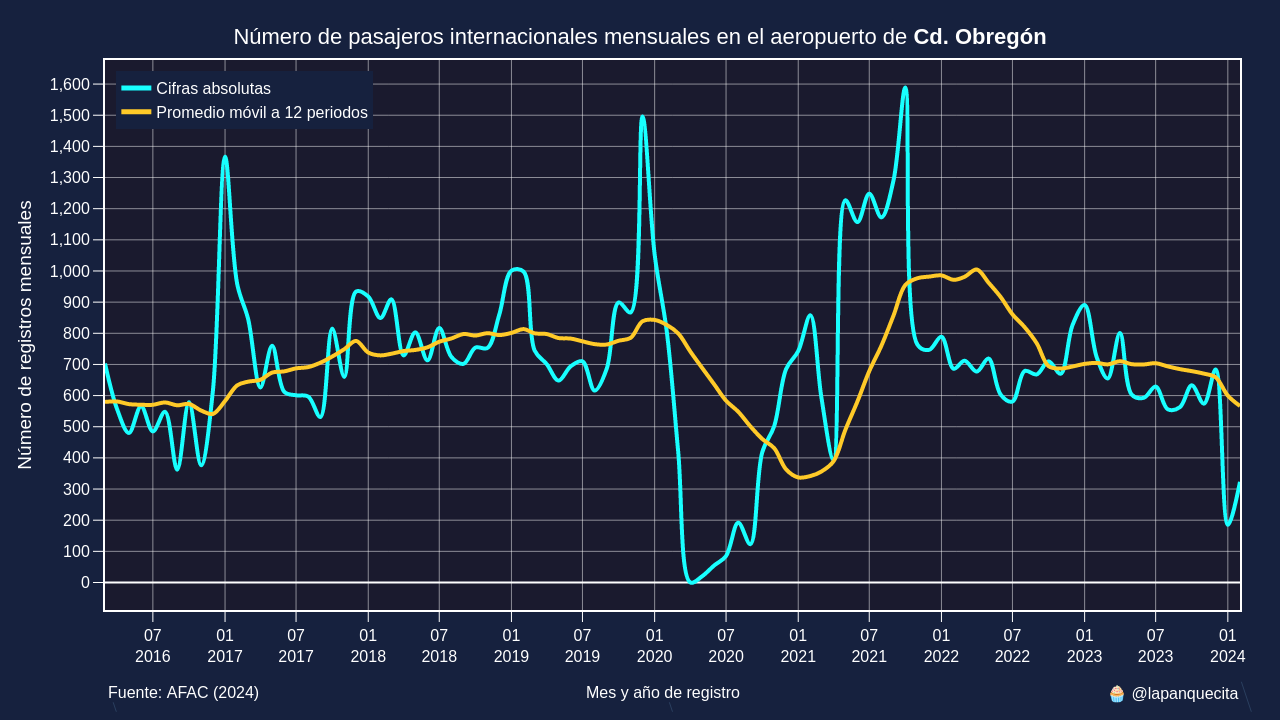 Número de pasajeros internacionales mensuales en el aeropuerto de Cd. Obregón
Cifras absolutas
Promedio móvil a 12 periodos
Número de registros mensuales
1,600
1,500
1,400
1,300
1,200
1,100
1,000
900
800
700
600
500
400
300
200
100
0
07 01 07 01 07 01 07 01 07 01 07 01 07 01 07 01
2016 2017 2017 2018 2018 2019 2019 2020 2020 2021 2021 2022 2022 2023 2023 2024
Fuente: AFAC (2024)
Mes y año de registro
🧁 @lapanquecita